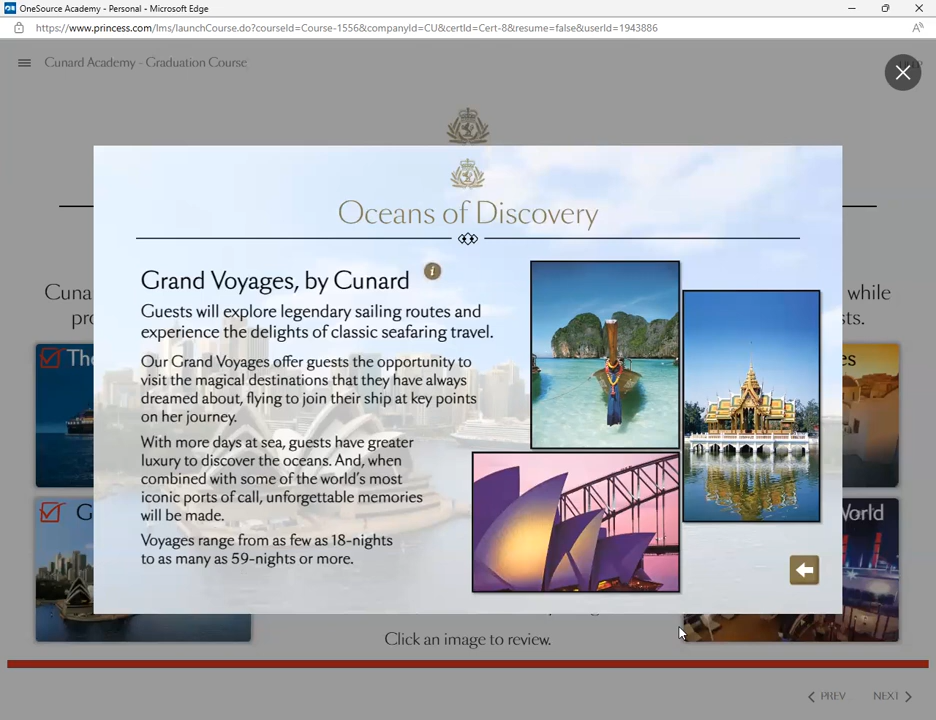 OneSource Academy - Personal - Microsoft Edge
https://www.princess.com/lms/launchCourse.do?courseId=Course-1556&companyId=CU&certId=Cert-8&resume=false&userId=1943886
Cunard Academy - Graduation Course
Oceans of Discovery
Grand Voyages, by Cunard
i
Guests will explore legendary sailing routes and
experience the delights of classic seafaring travel.
Our Grand Voyages offer guests the opportunity to
visit the magical destinations that they have always
dreamed about, flying to join their ship at key points
on her journey.
With more days at sea, guests have greater
luxury to discover the oceans. And, when
combined with some of the world's most
iconic ports of call, unforgettable memories
will be made.
Voyages range from as few as 18-nights
to as many as 59-nights or more.
while
World
Click an image to review.
PREV
NEXT